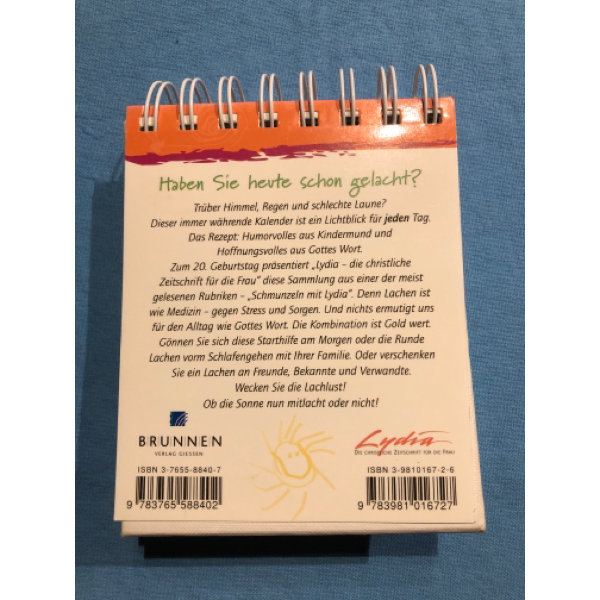 Haben Sie heute schon gelacht?
Trüber Himmel, Regen und schlechte Laune?
Dieser immer währende Kalender ist ein Lichtblick für jeden Tag.
Das Rezept: Humorvolles aus Kindermund und
Hoffnungsvolles aus Gottes Wort.
Zum 20. Geburtstag präsentiert „Lydia – die christliche
Zeitschrift für die Frau“ diese Sammlung aus einer der meist
gelesenen Rubriken – „Schmunzeln mit Lydia“. Denn Lachen ist
wie Medizin – gegen Stress und Sorgen. Und nichts ermutigt uns
für den Alltag wie Gottes Wort. Die Kombination ist Gold wert.
Gönnen Sie sich diese Starthilfe am Morgen oder die Runde
Lachen vorm Schlafengehen mit Ihrer Familie. Oder verschenken
Sie ein Lachen an Freunde, Bekannte und Verwandte.
Wecken Sie die Lachlust!
Ob die Sonne nun mitlacht oder nicht!
BRUNNEN
VERLAG GIESSEN
ISBN 3-7655-8840-7
9 783765 588402
Lydia
DIE CHRISTLICHE ZEITSCHRIFT FÜR DIE FRAU
ISBN 3-9810167-2-6
9 783981 016727